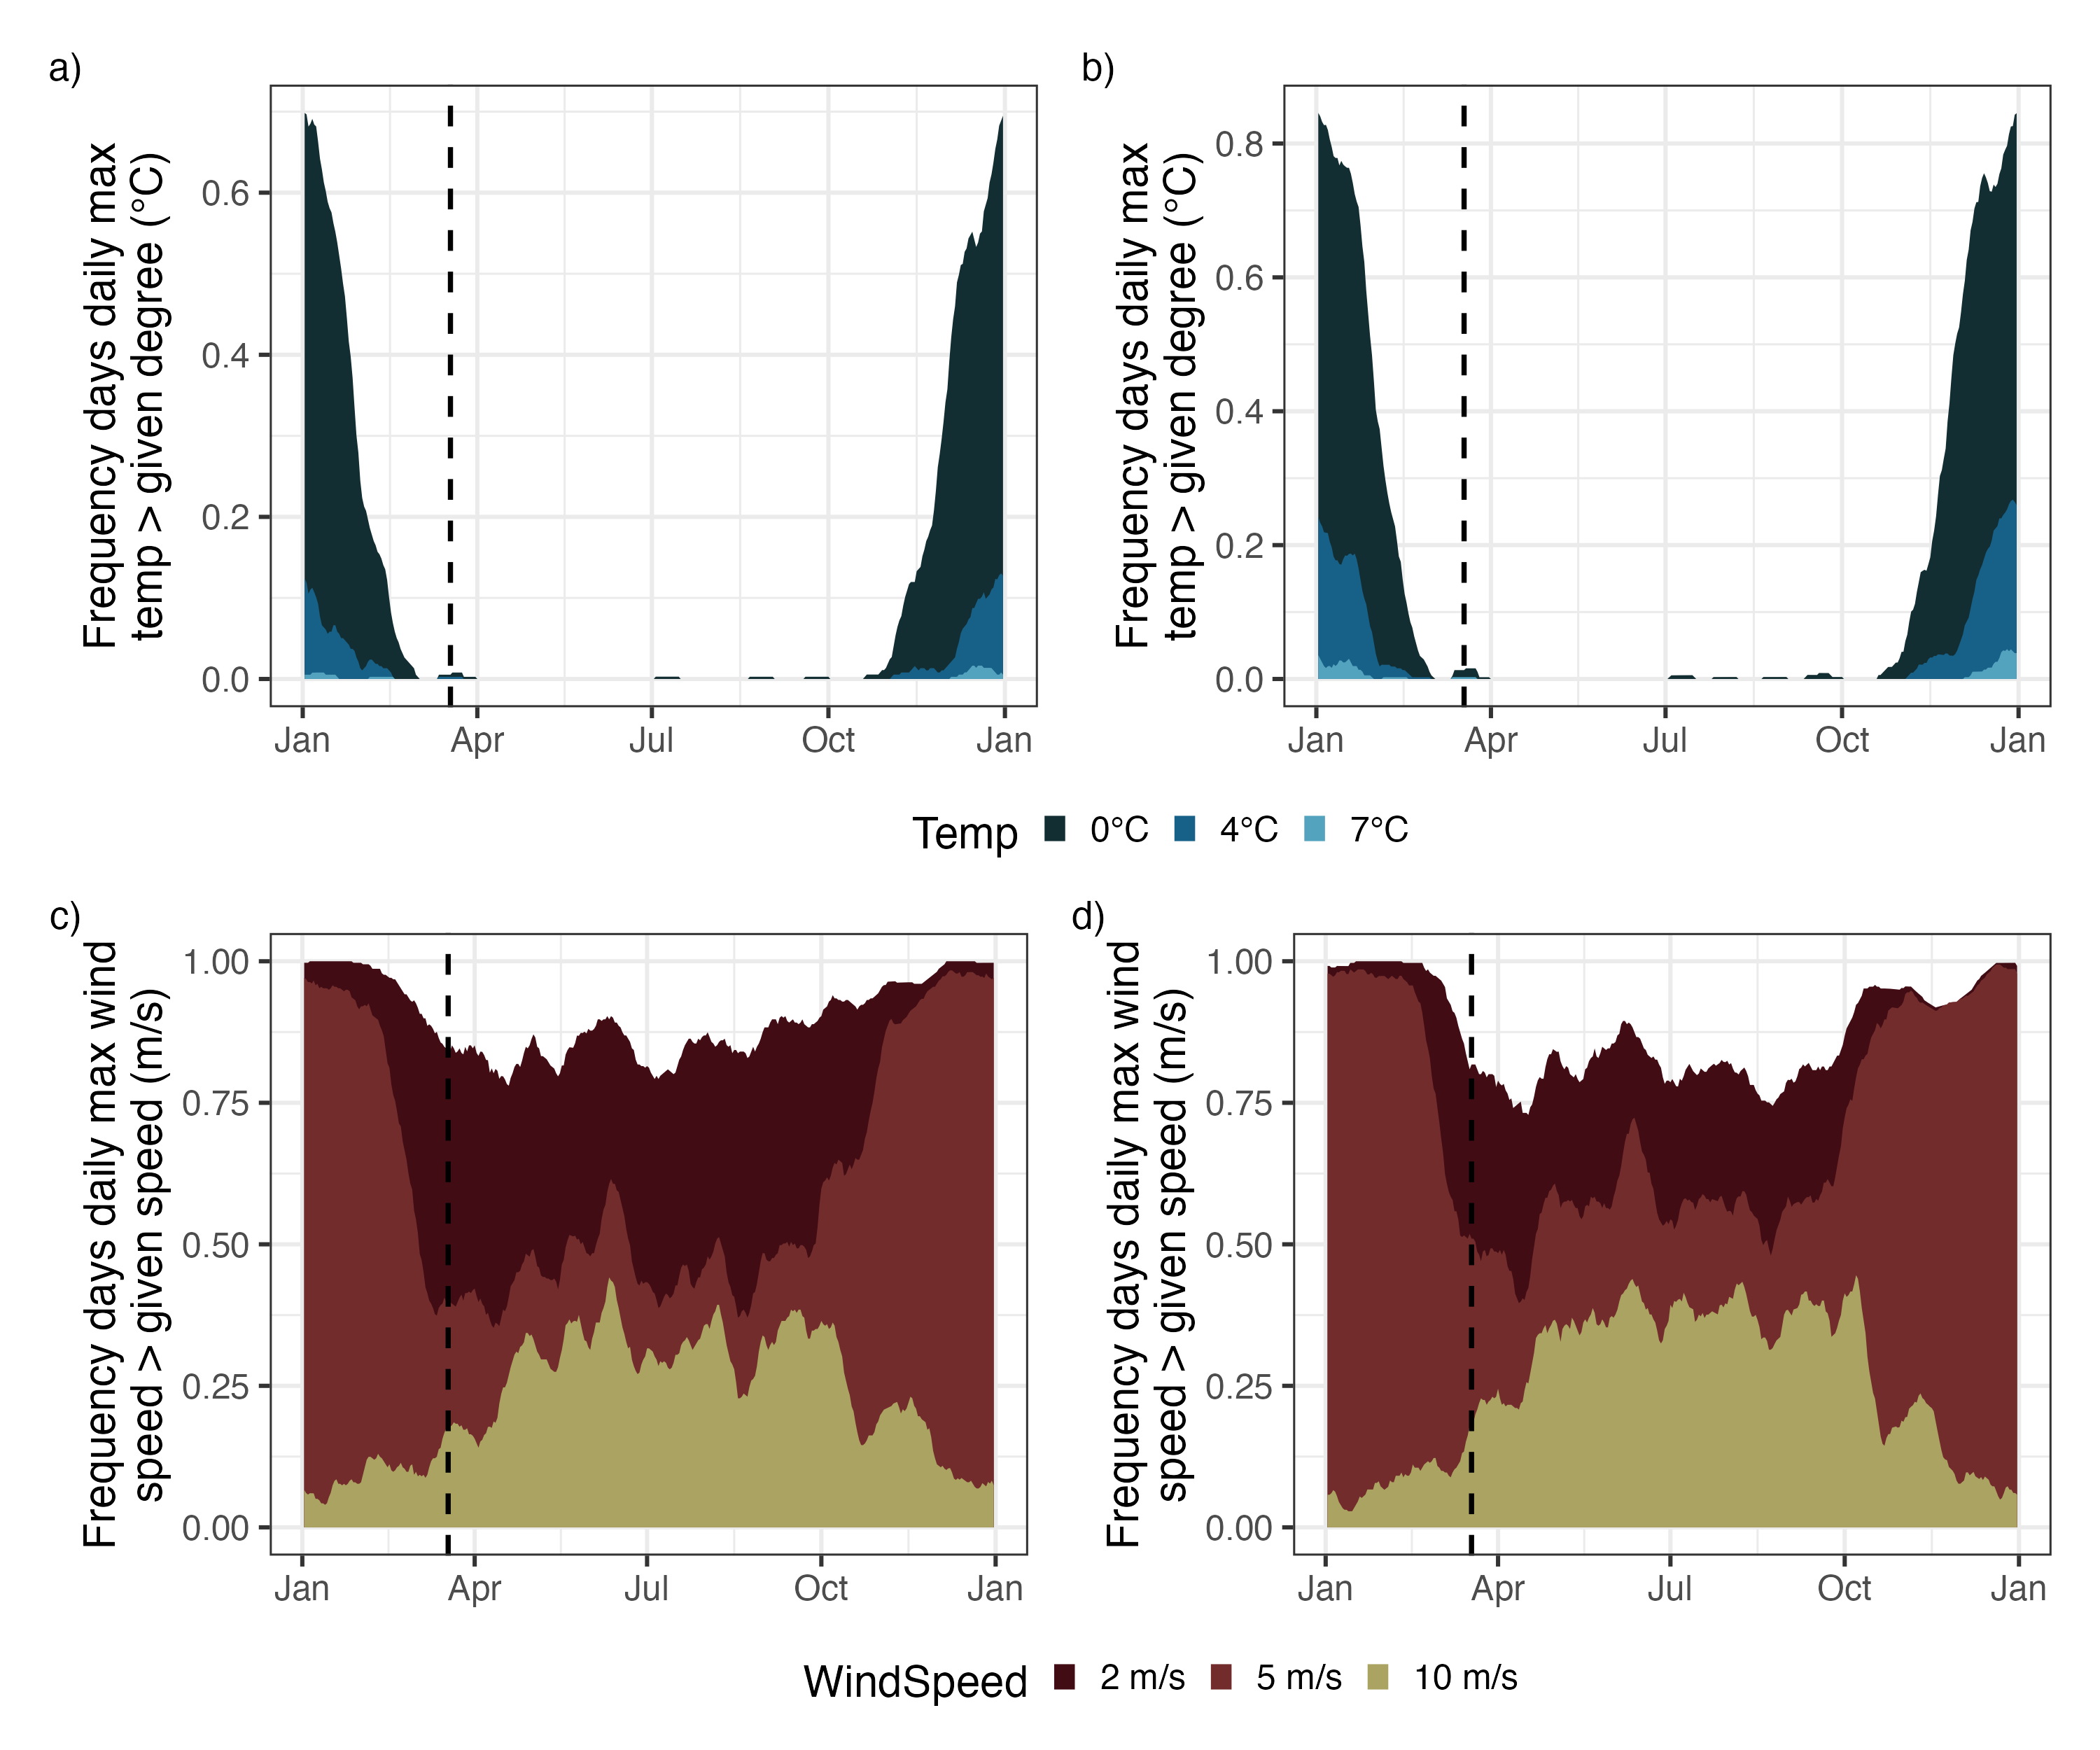 a)
Frequency days daily max
temp > given degree (°C)
0.6
0.4
0.2
0.0
Jan Apr Jul Oct Jan
b)
Frequency days daily max
temp > given degree (°C)
0.8
0.6
0.4
0.2
0.0
Jan Apr Jul Oct Jan
Temp 0°C 4°C 7°C
c)
Frequency days daily max wind
speed > given speed (m/s)
1.00
0.75
0.50
0.25
0.00
Jan Apr Jul Oct Jan
d)
Frequency days daily max wind
speed > given speed (m/s)
1.00
0.75
0.50
0.25
0.00
Jan Apr Jul Oct Jan
WindSpeed 2 m/s 5 m/s 10 m/s